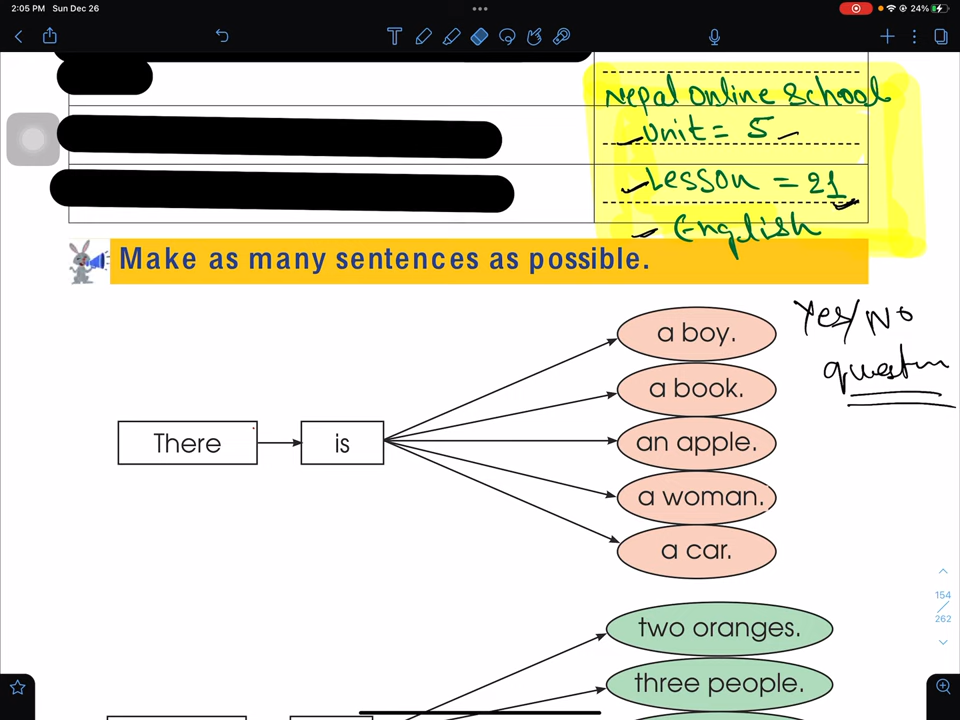 2:05 PM Sun Dec 26
24%
Nepal Online School
Unit = 5
Lesson = 21
English
Make as many sentences as possible.
Yes/No
a boy.
a book.
There
is
an apple.
a woman.
a car.
154
262
two oranges.
three people.